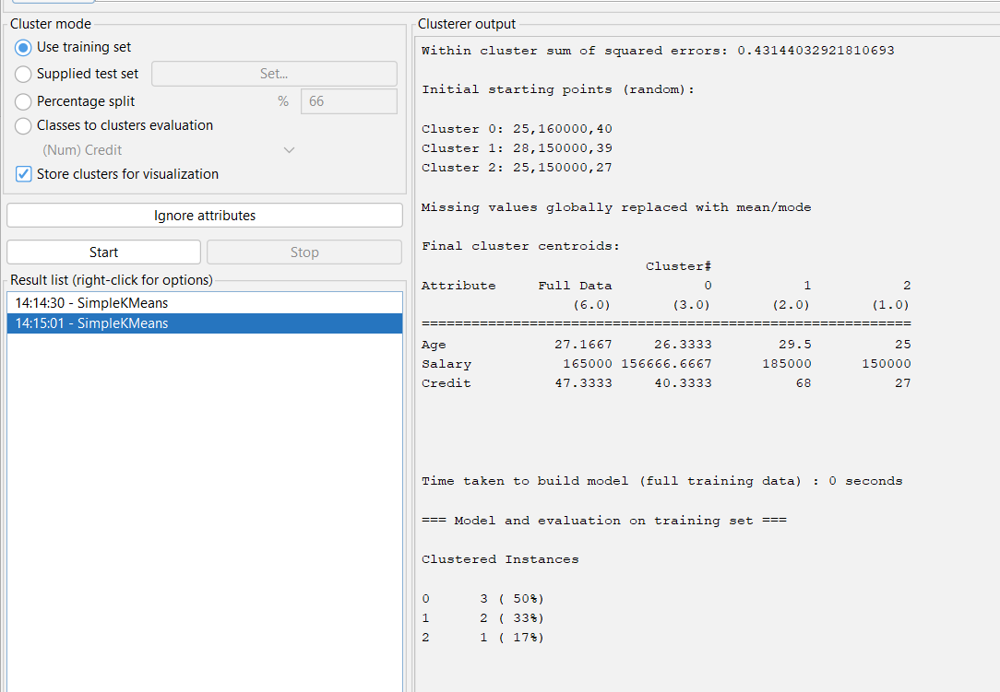 Cluster mode
Use training set
Supplied test set Set...
Percentage split % 66
Classes to clusters evaluation
(Num) Credit
Store clusters for visualization
Ignore attributes
Start Stop
Result list (right-click for options)
14:14:30 - SimpleKMeans
14:15:01 - SimpleKMeans
Clusterer output
Within cluster sum of squared errors: 0.43144032921810693
Initial starting points (random):
Cluster 0: 25,160000,40
Cluster 1: 28,150000,39
Cluster 2: 25,150000,27
Missing values globally replaced with mean/mode
Final cluster centroids:
Cluster#
Attribute Full Data 0 1 2
(6.0) (3.0) (2.0) (1.0)
===========================================================
Age 27.1667 26.3333 29.5 25
Salary 165000 156666.6667 185000 150000
Credit 47.3333 40.3333 68 27
Time taken to build model (full training data) : 0 seconds
=== Model and evaluation on training set ===
Clustered Instances
0 3 ( 50%)
1 2 ( 33%)
2 1 ( 17%)